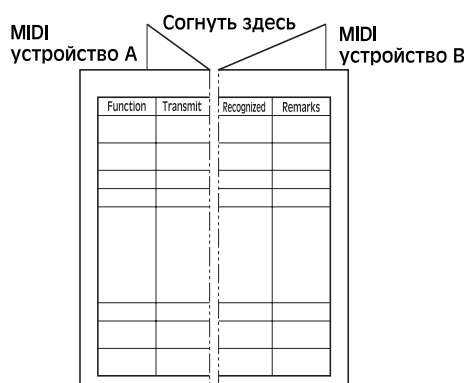 Согнуть здесь
MIDI
устройство A
MIDI
устройство B
Function Transmit Recognized Remarks